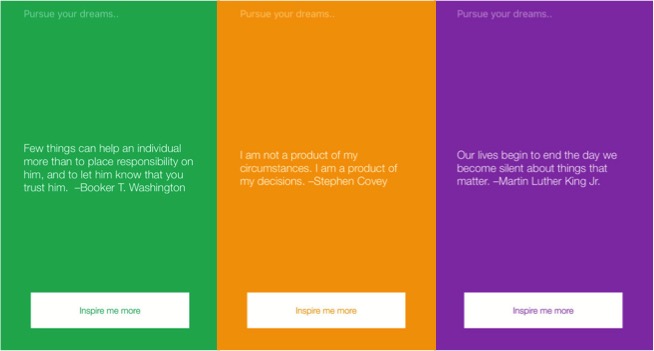 Pursue your dreams..
Few things can help an individual
more than to place responsibility on
him, and to let him know that you
trust him.  –Booker T. Washington
Inspire me more
Pursue your dreams..
I am not a product of my
circumstances. I am a product of
my decisions. –Stephen Covey
Inspire me more
Pursue your dreams..
Our lives begin to end the day we
become silent about things that
matter. –Martin Luther King Jr.
Inspire me more